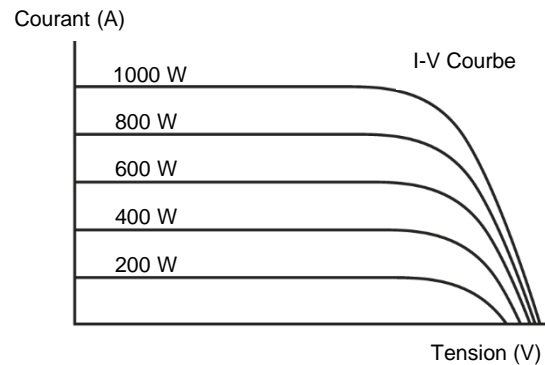 Courant (A)
I-V Courbe
1000 W
800 W
600 W
400 W
200 W
Tension (V)